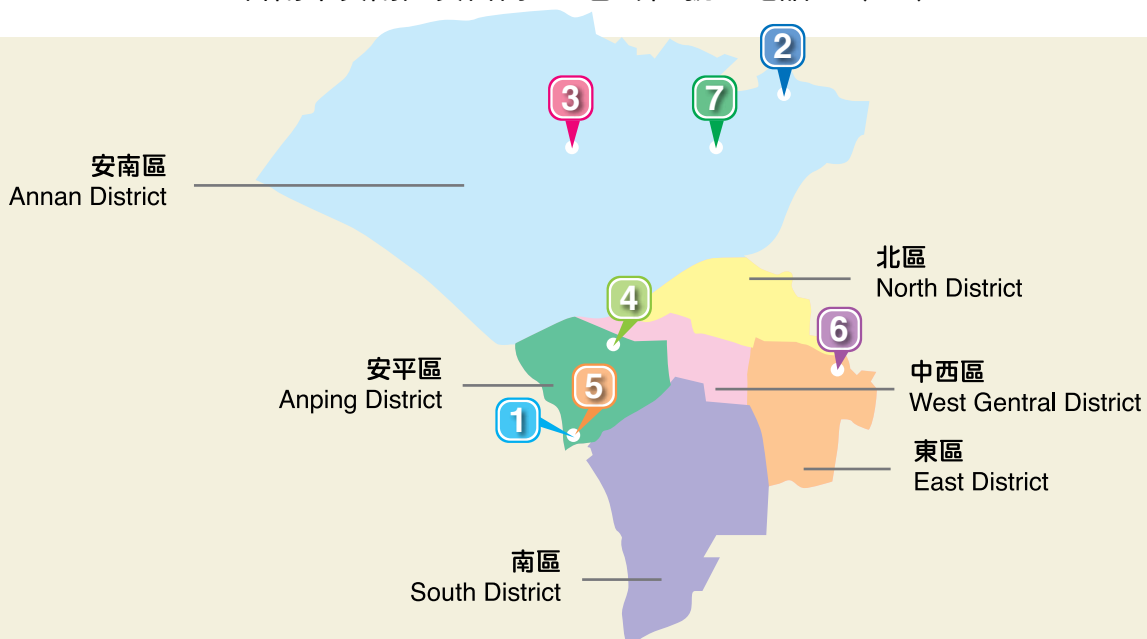 2
3
7
安南區
Annan District
北區
North District
4
6
安平區
Anping District
5
中西區
West Gentral District
1
東區
East District
南區
South District